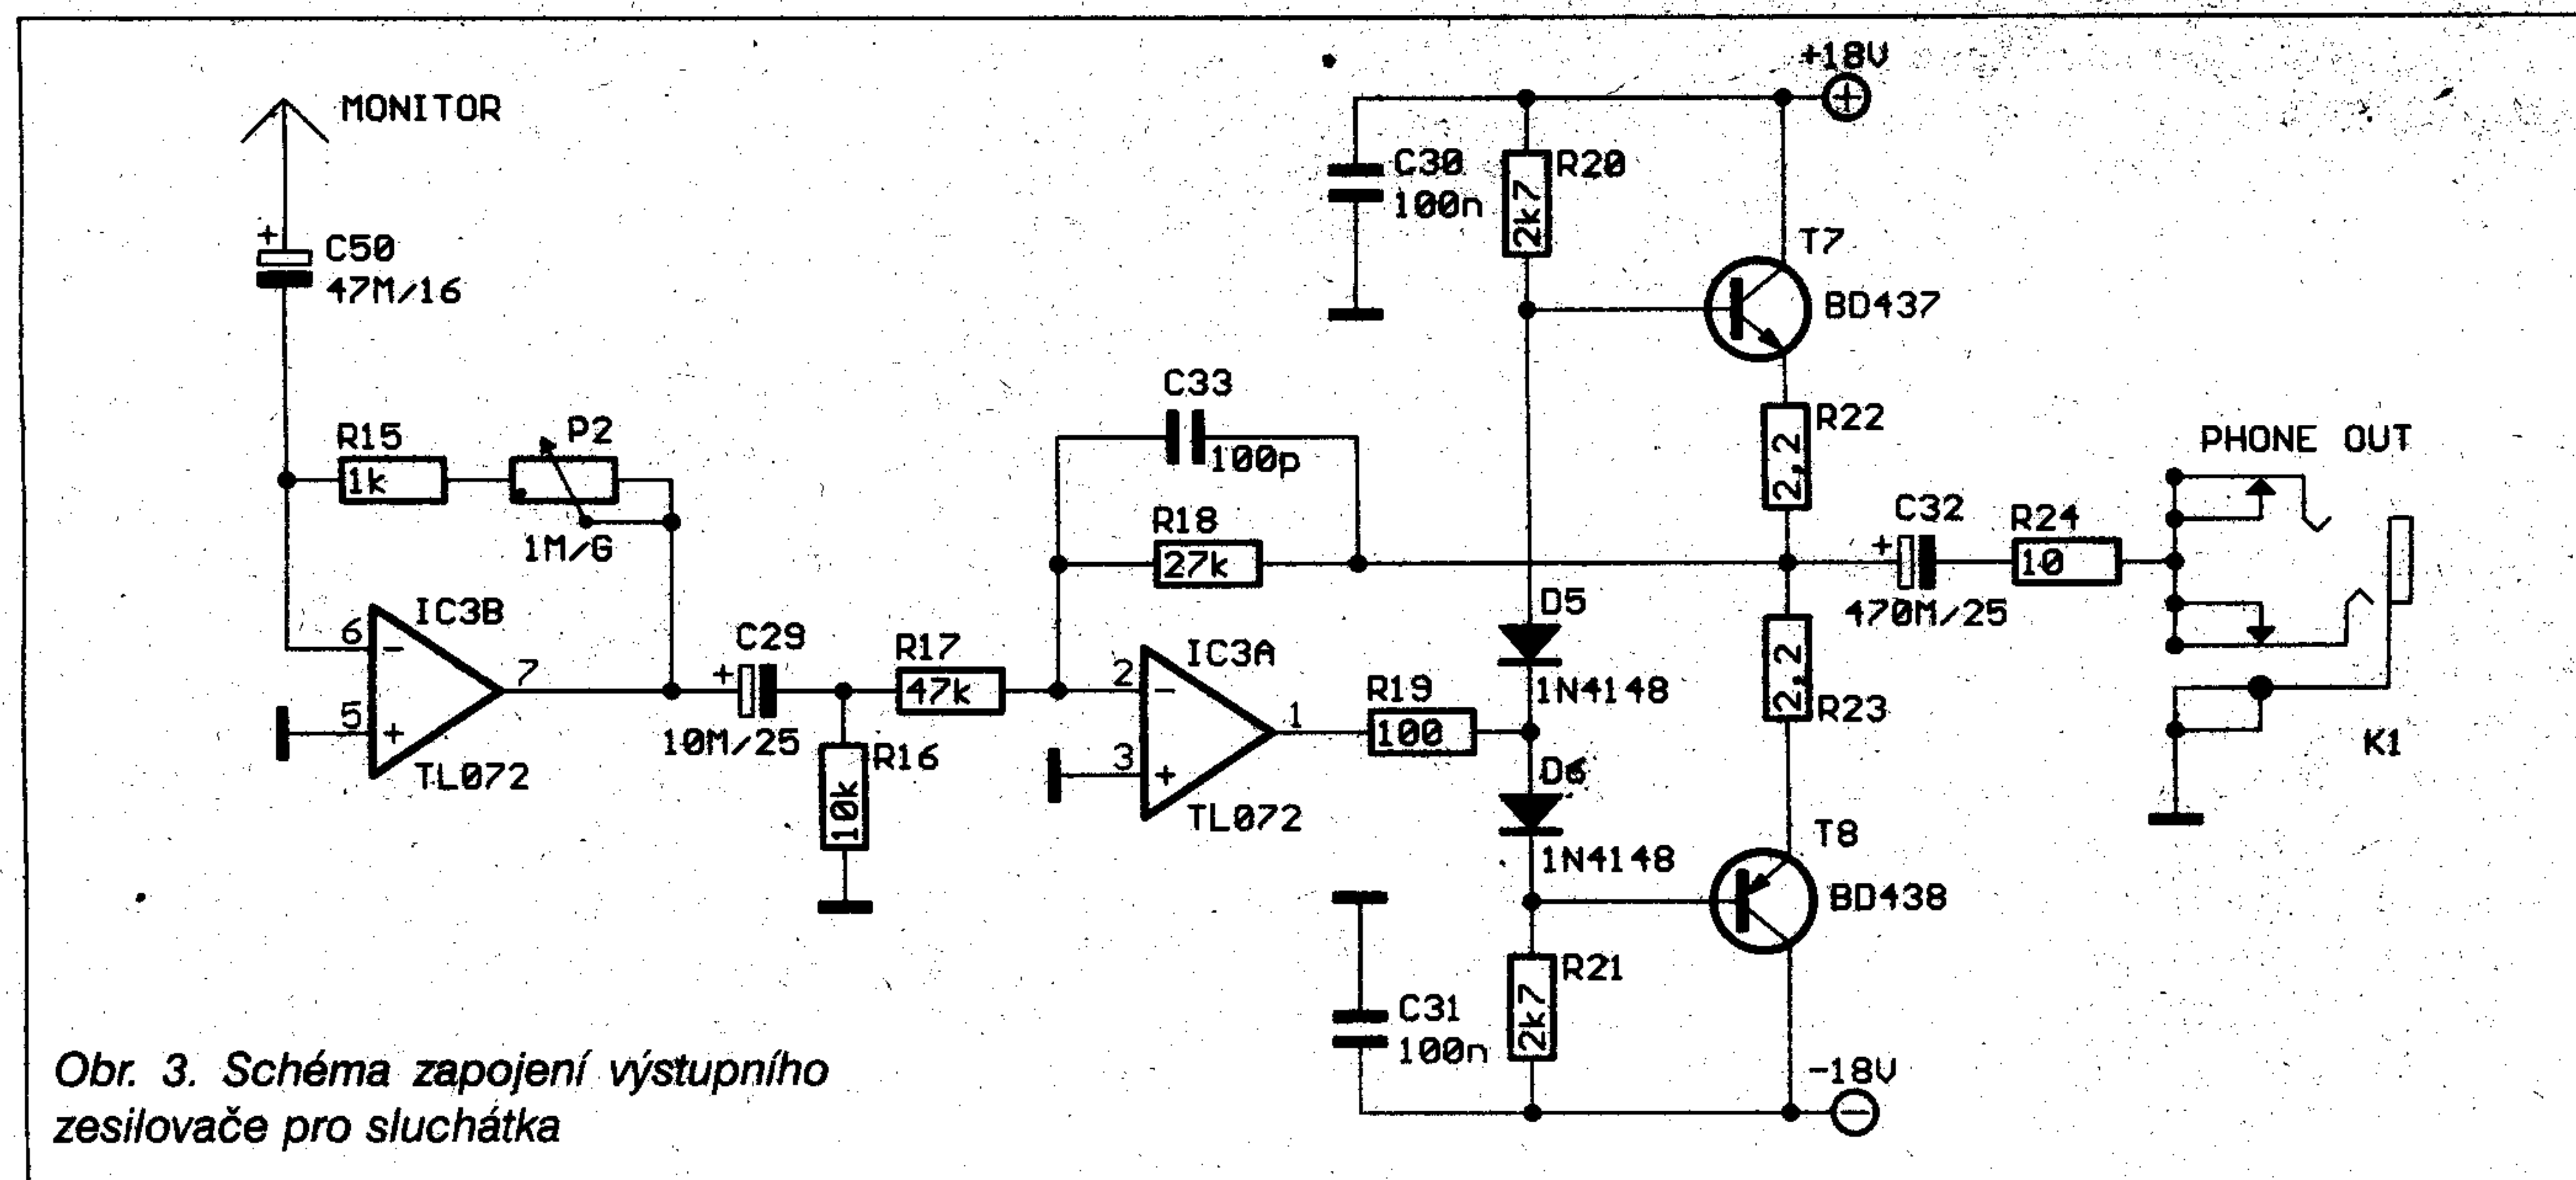 +18V
MONITOR
C30
100n
R20
2k7
T7
BD437
+
C50
47M/16
C33
100p
R22
2,2
R15
1k
P2
1M/G
PHONE OUT
R18
27k
C32
+
470M/25
R24
10
IC3B
6
-
7
5
+
TL072
C29
+
10M/25
R17
47k
IC3A
2
-
1
3
+
TL072
R19
100
D5
1N4148
2,2
R23
R16
10k
K1
D6
1N4148
T8
BD438
R21
2k7
C31
100n
-18V
Obr. 3. Schéma zapojení výstupního
zesilovače pro sluchátka